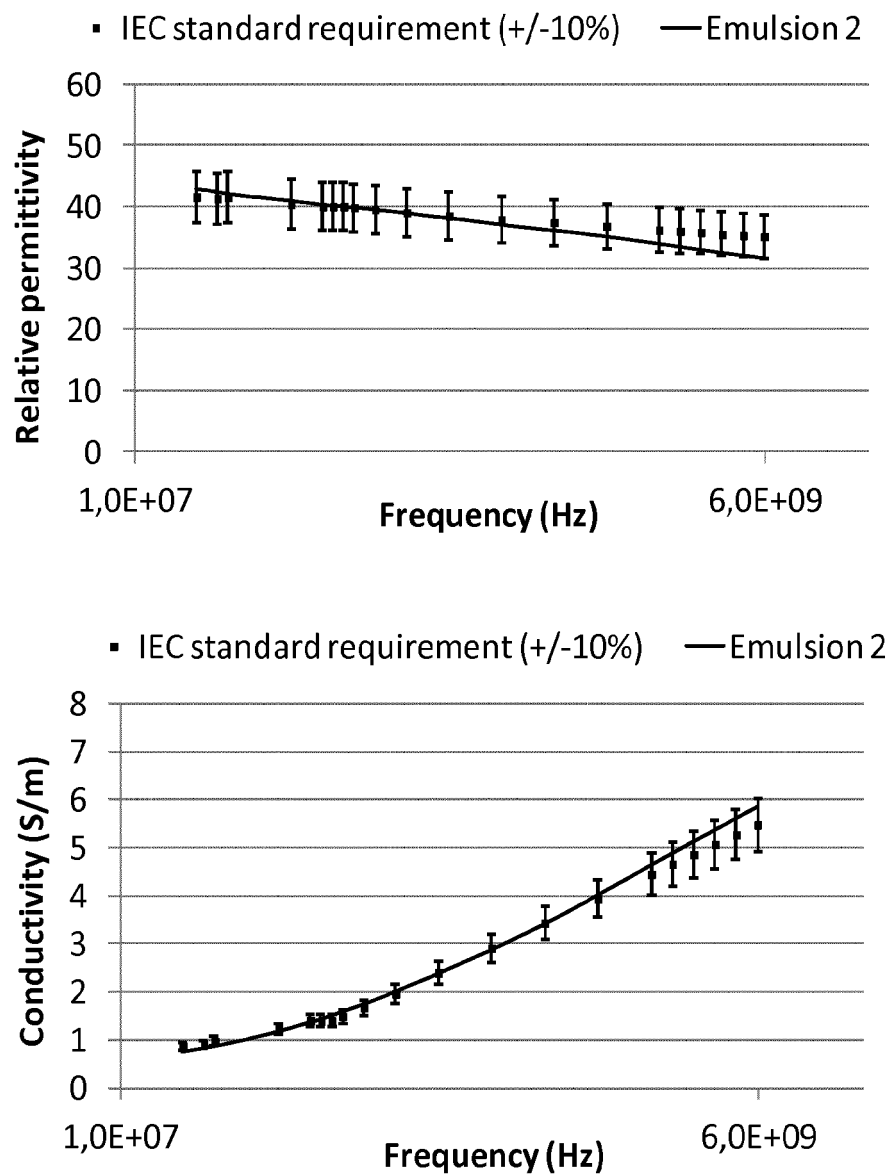 IEC standard requirement (+/-10%) Emulsion 2
60
50
40
30
20
10
0
Relative permittivity
1,0E+07 6,0E+09
Frequency (Hz)
IEC standard requirement (+/-10%) Emulsion 2
8
7
6
5
4
3
2
1
0
Conductivity (S/m)
1,0E+07 6,0E+09
Frequency (Hz)